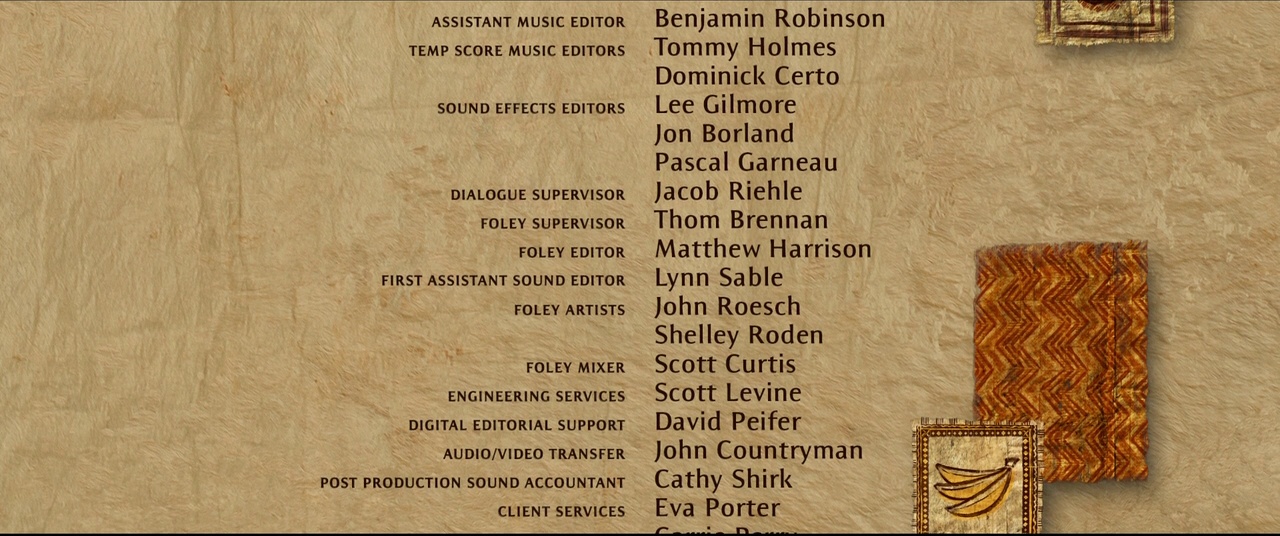 ASSISTANT MUSIC EDITOR Benjamin Robinson
TEMP SCORE MUSIC EDITORS Tommy Holmes
Dominick Certo
SOUND EFFECTS EDITORS Lee Gilmore
Jon Borland
Pascal Garneau
DIALOGUE SUPERVISOR Jacob Riehle
FOLEY SUPERVISOR Thom Brennan
FOLEY EDITOR Matthew Harrison
FIRST ASSISTANT SOUND EDITOR Lynn Sable
FOLEY ARTISTS John Roesch
Shelley Roden
FOLEY MIXER Scott Curtis
ENGINEERING SERVICES Scott Levine
DIGITAL EDITORIAL SUPPORT David Peifer
AUDIO/VIDEO TRANSFER John Countryman
POST PRODUCTION SOUND ACCOUNTANT Cathy Shirk
CLIENT SERVICES Eva Porter